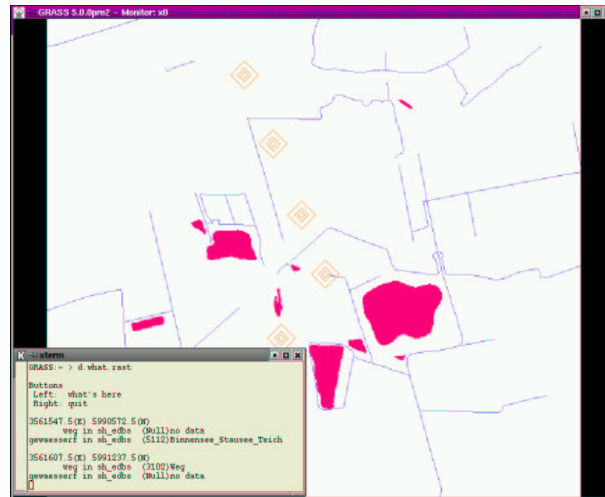 GRASS 5.0.0pre2 - Monitor: x0
xterm
GRASS:~ > d.what.rast
Buttons
Left: what's here
Right: quit
3561547.5(E) 5990572.5(N)
weg in sh_edbs (Null)no data
gewaesserf in sh_edbs (5112)Binnensee_Stausee_Teich
3561607.5(E) 5991237.5(N)
weg in sh_edbs (3102)Weg
gewaesserf in sh_edbs (Null)no data